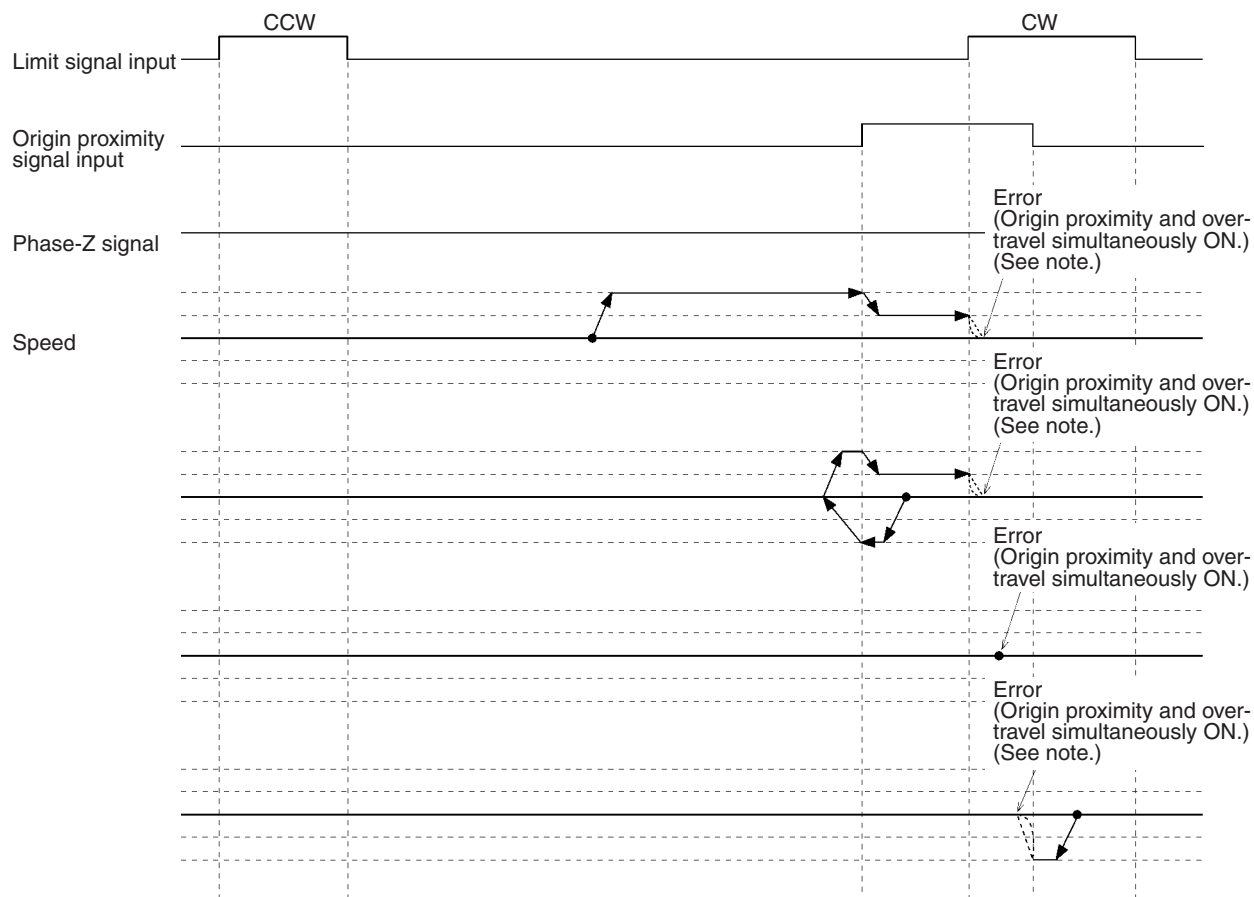 CCW
CW
Limit signal input
Origin proximity
signal input
Phase-Z signal
Error
(Origin proximity and over-
travel simultaneously ON.)
(See note.)
Speed
Error
(Origin proximity and over-
travel simultaneously ON.)
(See note.)
Error
(Origin proximity and over-
travel simultaneously ON.)
Error
(Origin proximity and over-
travel simultaneously ON.)
(See note.)